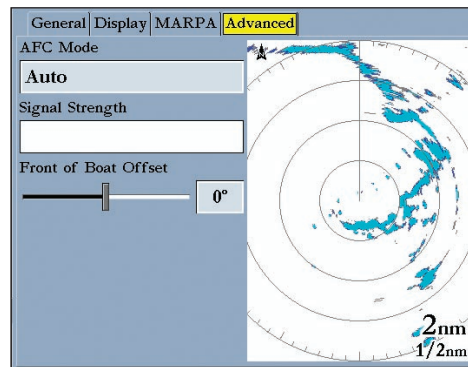 General Display MARPA Advanced
AFC Mode
Auto
Signal Strength
Front of Boat Offset
0°
2nm
1/2nm